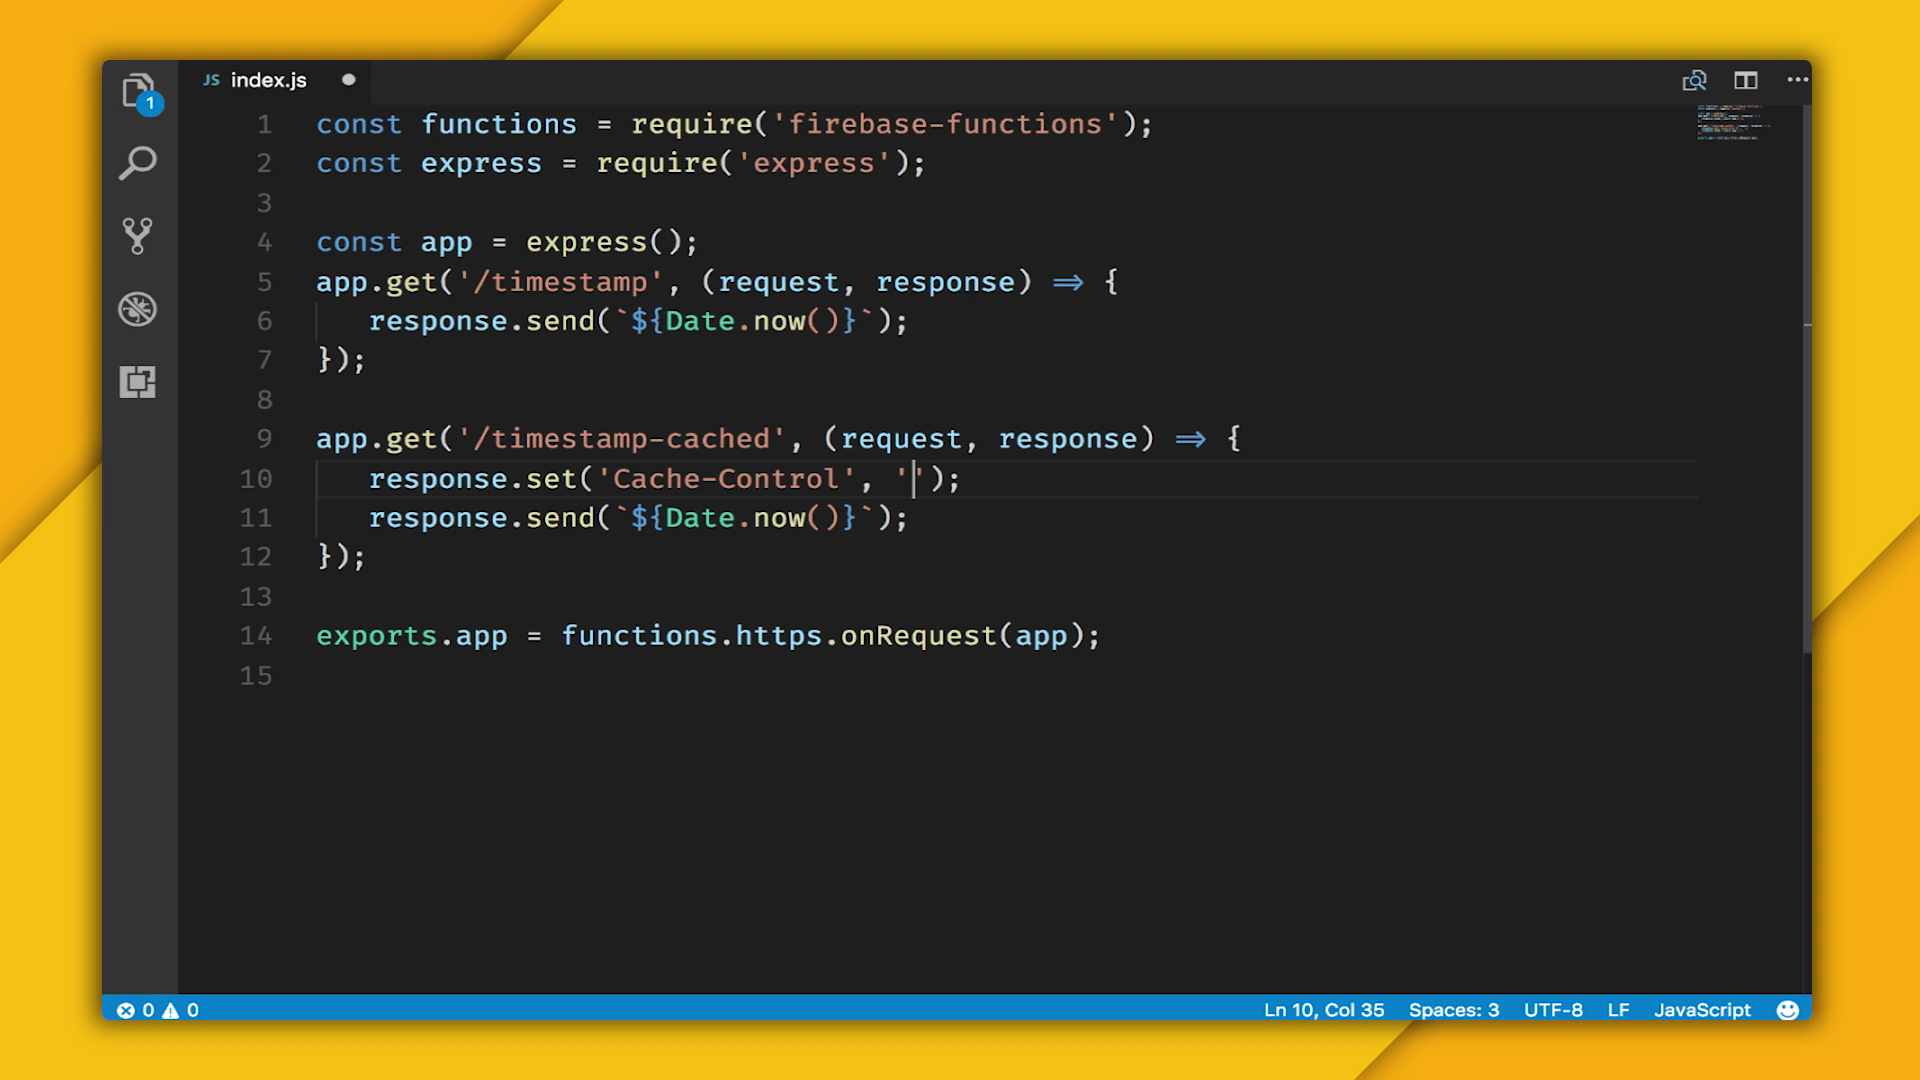 1
JS index.js
1 const functions = require('firebase-functions');
2 const express = require('express');
3
4 const app = express();
5 app.get('/timestamp', (request, response) => {
6 response.send(`${Date.now()}`);
7 });
8
9 app.get('/timestamp-cached', (request, response) => {
10 response.set('Cache-Control', '');
11 response.send(`${Date.now()}`);
12 });
13
14 exports.app = functions.https.onRequest(app);
15
0 0 Ln 10, Col 35 Spaces: 3 UTF-8 LF JavaScript